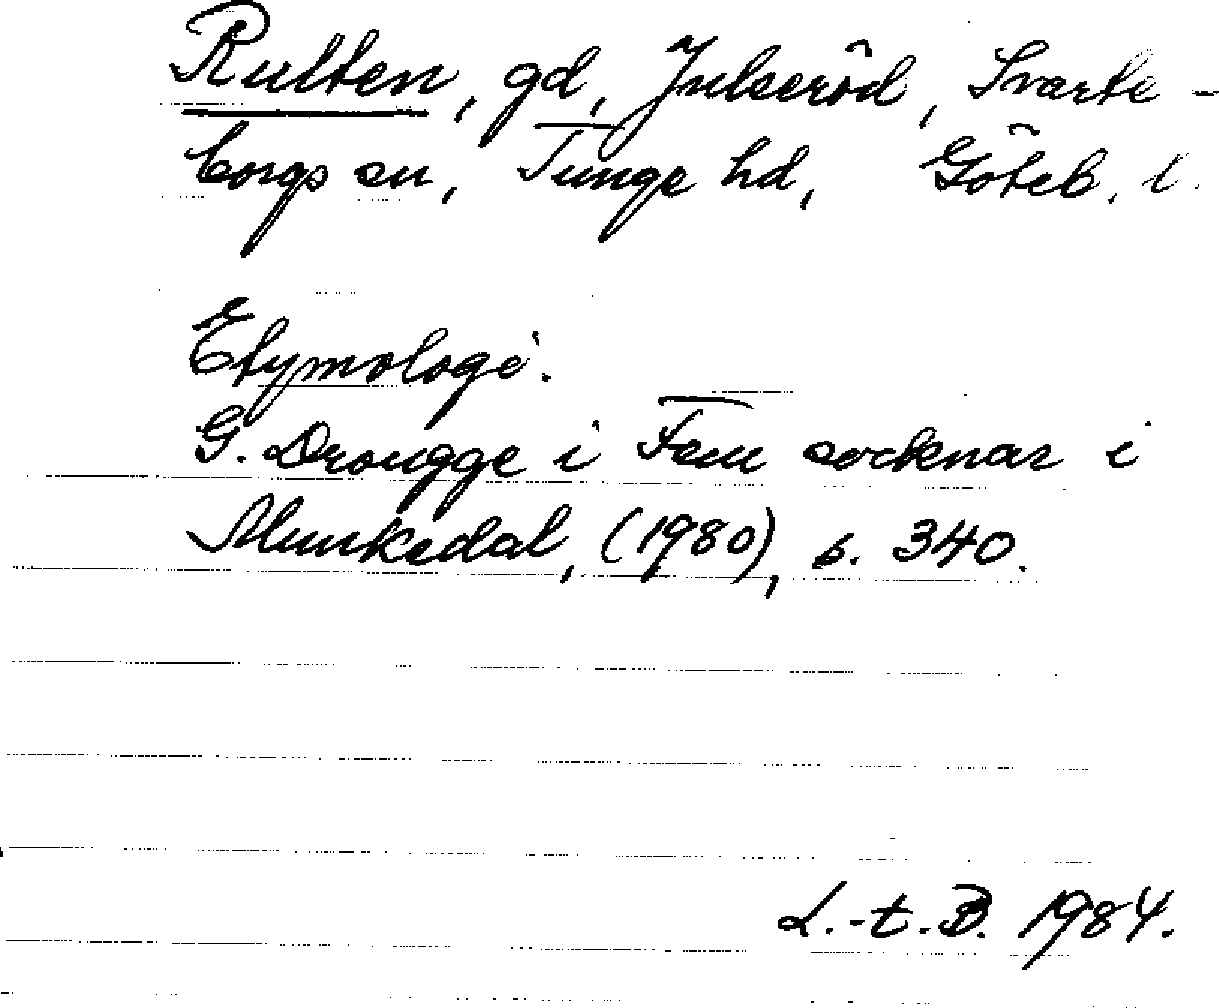 Rulten, gd, Julseröd, Svarte-
borgs sn, Tunge hd, Göteb. l.
Etymologi.
G. Drougge i Fem socknar i
Munkedal, (1980), s. 340.
L.-t.B. 1984.